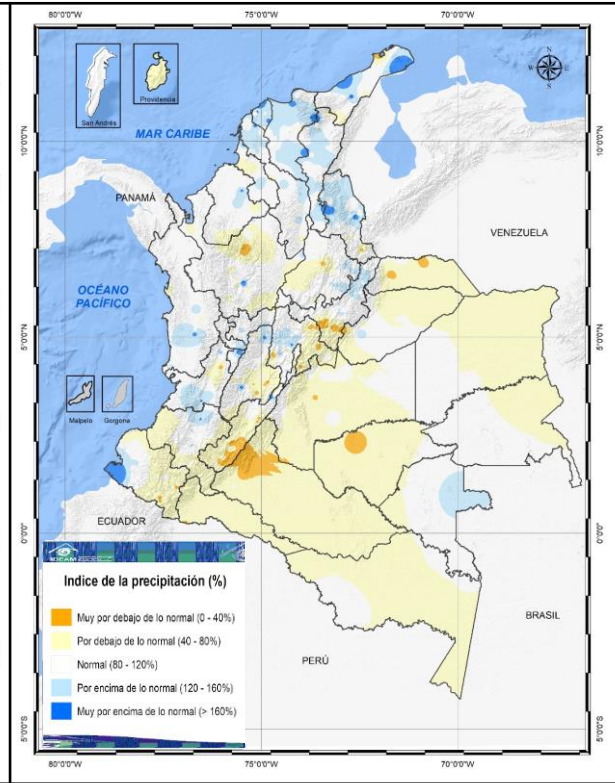 80°0'0"W 75°0'0"W 70°0'0"W
San Andrés
Providencia
N
W E
S
MAR CARIBE
10°0'0"N 10°0'0"N
PANAMÁ
VENEZUELA
OCÉANO
PACÍFICO
5°0'0"N 5°0'0"N
Malpelo
Gorgona
ECUADOR
0°0'0" 0°0'0"
IDEAM
Indice de la precipitación (%)
Muy por debajo de lo normal (0 - 40%)
Por debajo de lo normal (40 - 80%)
Normal (80 - 120%)
Por encima de lo normal (120 - 160%)
Muy por encima de lo normal (> 160%)
BRASIL
PERÚ
5°0'0"S 5°0'0"S
80°0'0"W 75°0'0"W 70°0'0"W